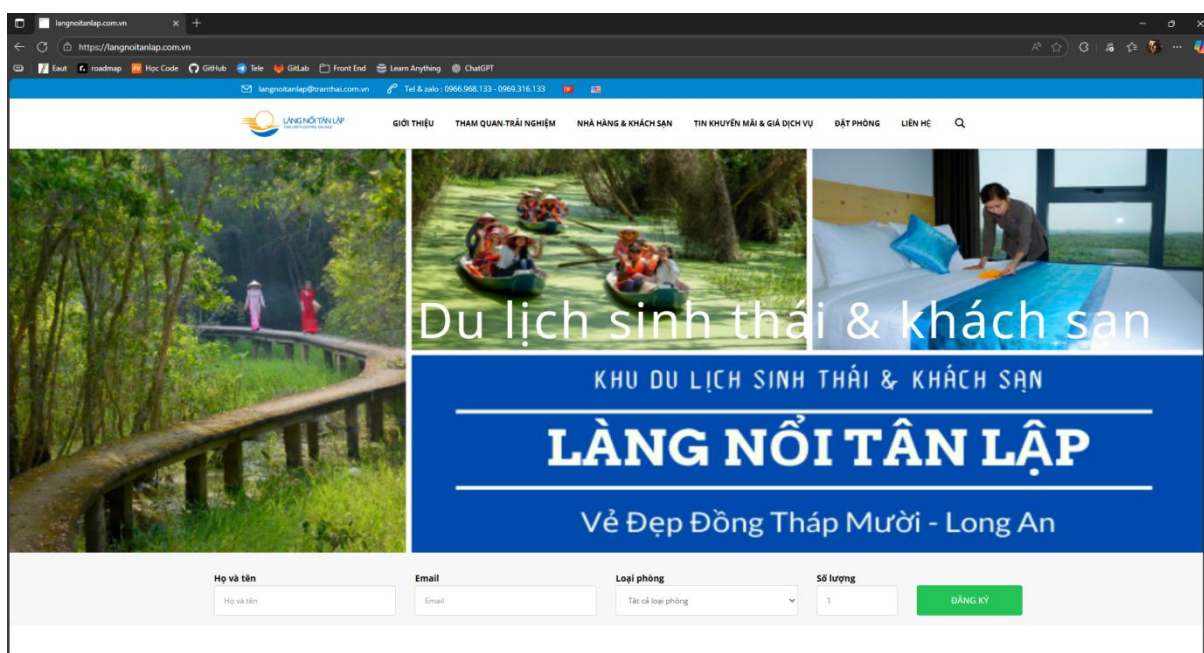 langnoitanlap.com.vn
https://langnoitanlap.com.vn
Eaut roadmap Học Code GitHub Tele GitLab Front End Learn Anything ChatGPT
langnoitanlap@tranthai.com.vn Tel & zalo : 0966.968.133 - 0969.316.133
LÀNG NỔI TÂN LẬP
TAN LAP FLOATING VILLAGE
GIỚI THIỆU THAM QUAN-TRẢI NGHIỆM NHÀ HÀNG & KHÁCH SẠN TIN KHUYẾN MÃI & GIÁ DỊCH VỤ ĐẶT PHÒNG LIÊN HỆ
Du lịch sinh thái & khách sạn
KHU DU LỊCH SINH THÁI & KHÁCH SẠN
LÀNG NỔI TÂN LẬP
Vẻ Đẹp Đồng Tháp Mười - Long An
Họ và tên Email Loại phòng Số lượng
Họ và tên Email Tất cả loại phòng 1 ĐĂNG KÝ